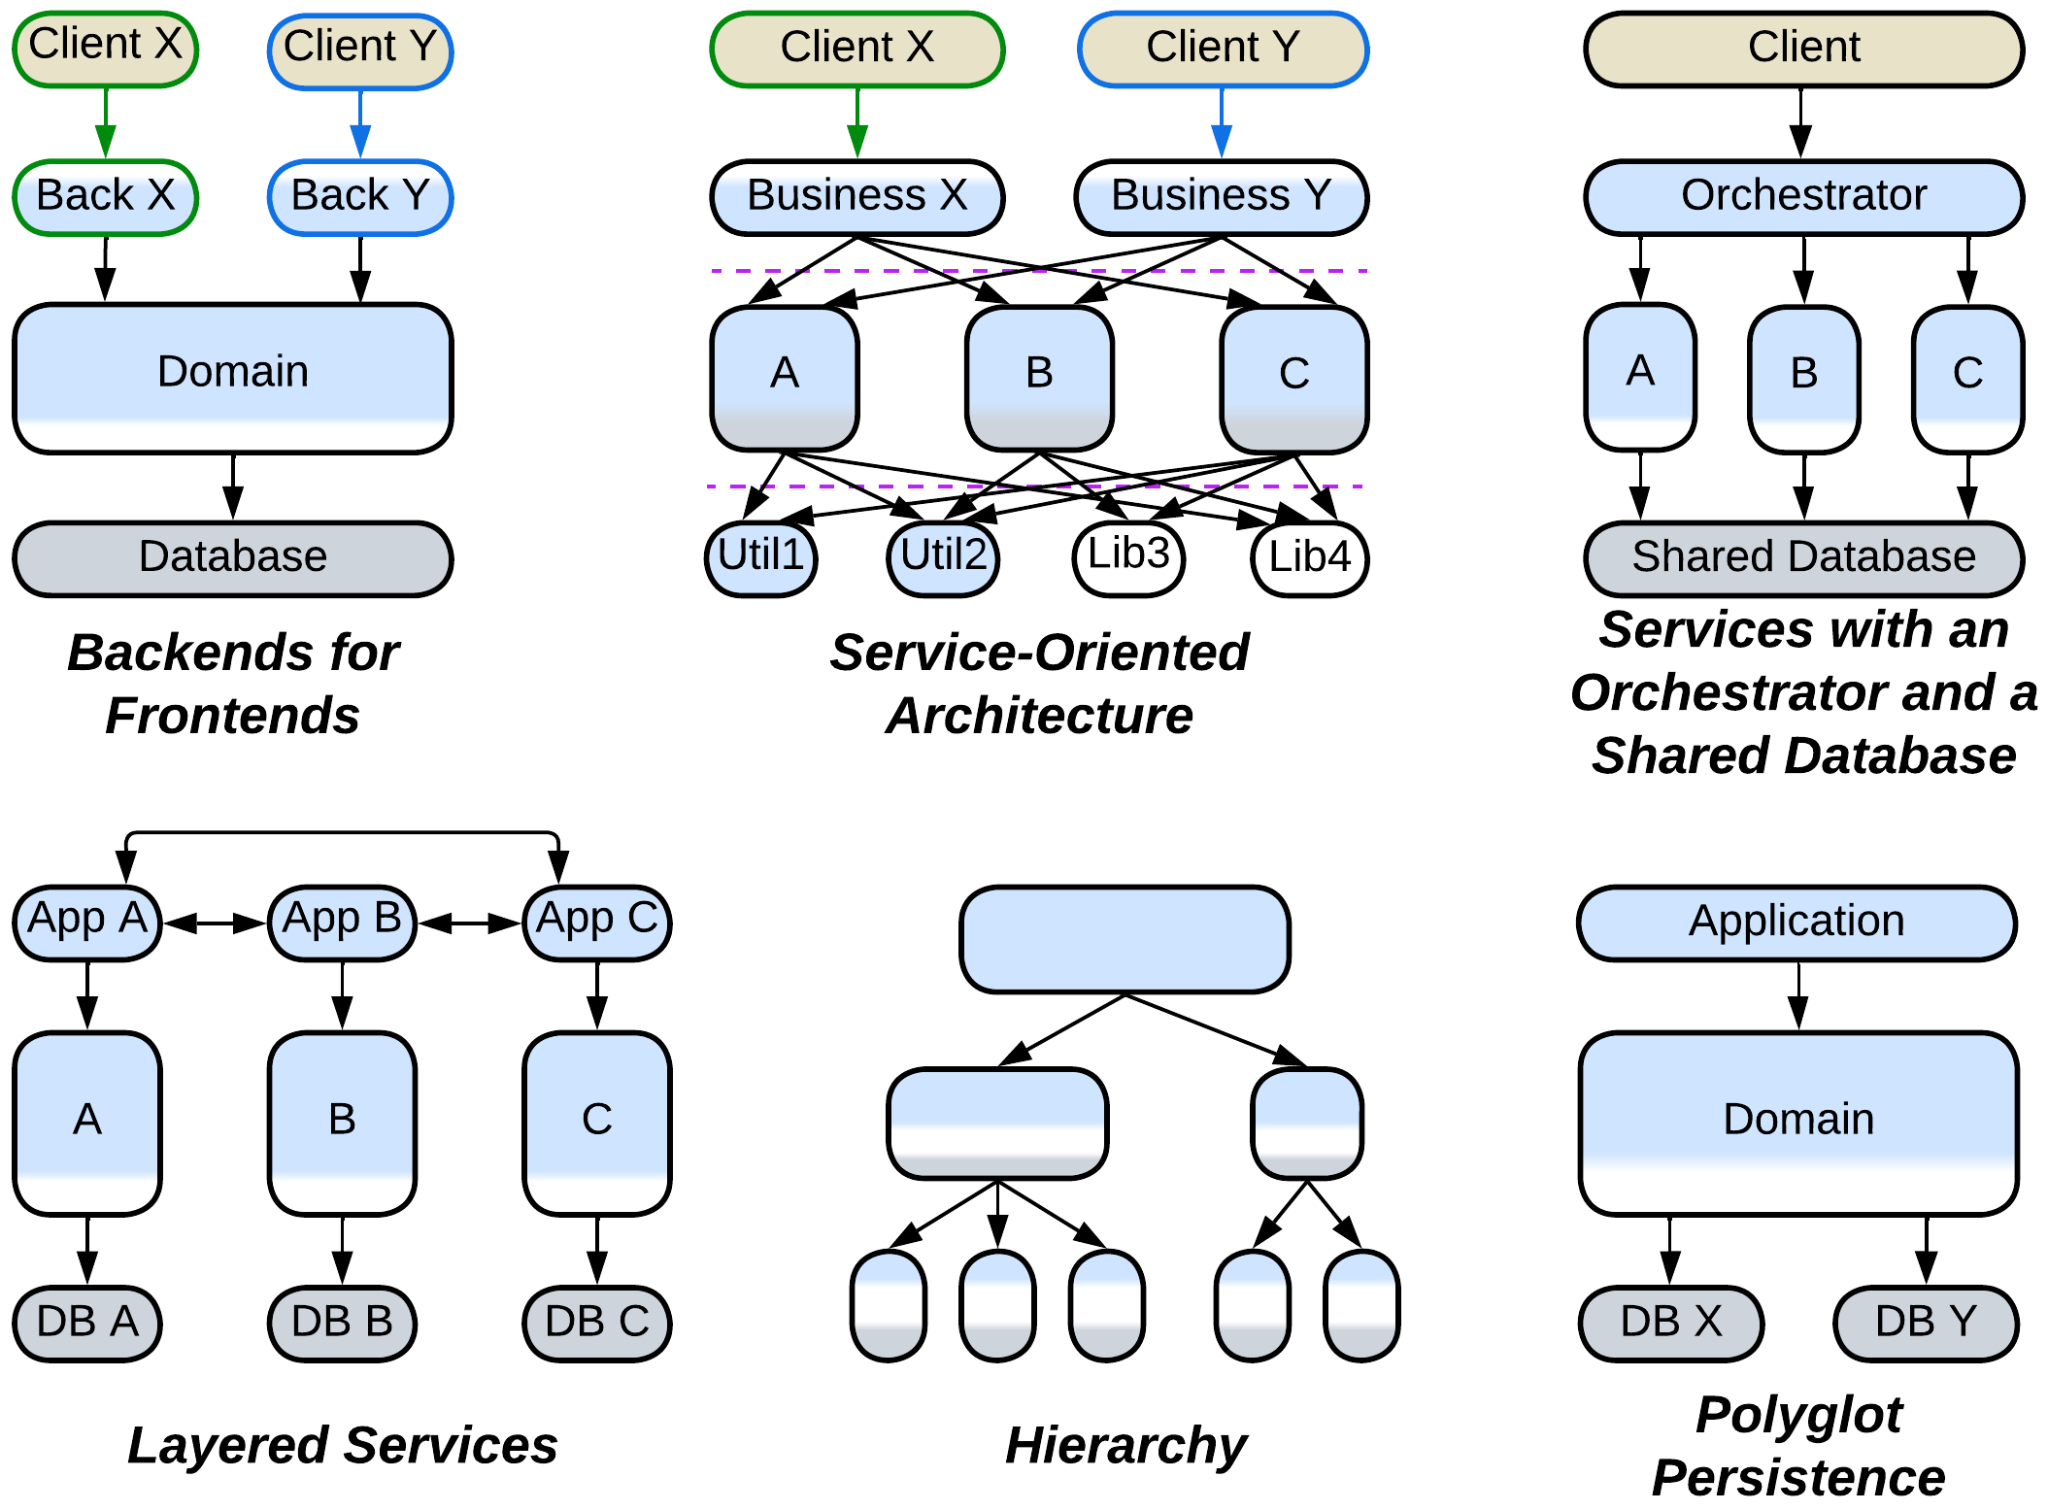 Client X
Client Y
Back X
Back Y
Domain
Database
Backends for
Frontends
Client X
Client Y
Business X
Business Y
A
B
C
Util1
Util2
Lib3
Lib4
Service-Oriented
Architecture
Client
Orchestrator
A
B
C
Shared Database
Services with an
Orchestrator and a
Shared Database
App A
App B
App C
A
B
C
DB A
DB B
DB C
Layered Services
Hierarchy
Application
Domain
DB X
DB Y
Polyglot
Persistence